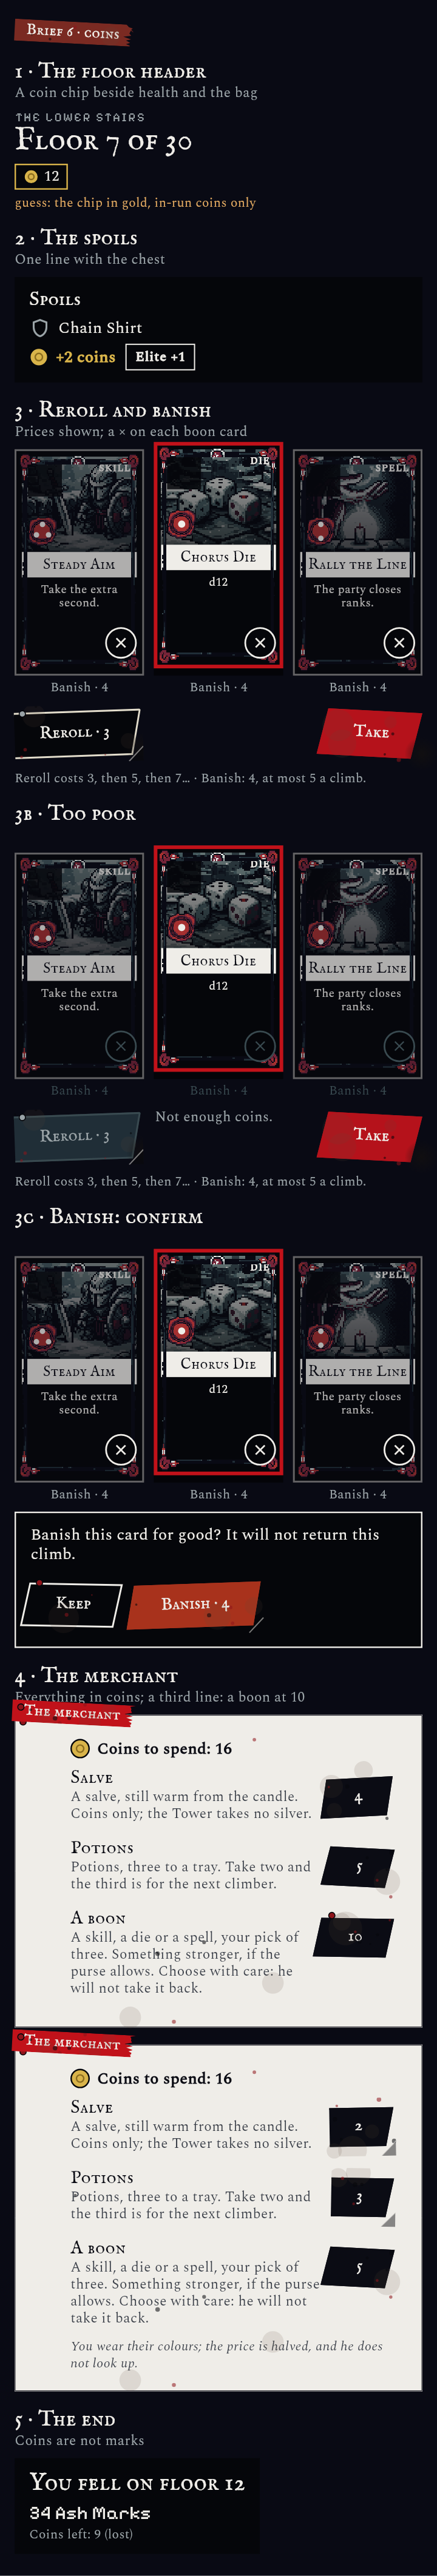 Brief 6 · coins
1 · The floor header
A coin chip beside health and the bag
THE LOWER STAIRS
Floor 7 of 30
12
guess: the chip in gold, in-run coins only
2 · The spoils
One line with the chest
Spoils
Chain Shirt
+2 coins Elite +1
3 · Reroll and banish
Prices shown; a × on each boon card
SKILL DIE SPELL
Steady Aim Chorus Die Rally the Line
Take the extra second. d12 The party closes ranks.
× × ×
Banish · 4 Banish · 4 Banish · 4
Reroll · 3 Take
Reroll costs 3, then 5, then 7… · Banish: 4, at most 5 a climb.
3b · Too poor
SKILL DIE SPELL
Steady Aim Chorus Die Rally the Line
Take the extra second. d12 The party closes ranks.
× × ×
Banish · 4 Banish · 4 Banish · 4
Reroll · 3 Not enough coins. Take
Reroll costs 3, then 5, then 7… · Banish: 4, at most 5 a climb.
3c · Banish: confirm
SKILL DIE SPELL
Steady Aim Chorus Die Rally the Line
Take the extra second. d12 The party closes ranks.
× × ×
Banish · 4 Banish · 4 Banish · 4
Banish this card for good? It will not return this
climb.
Keep Banish · 4
4 · The merchant
Everything in coins; a third line: a boon at 10
The merchant
Coins to spend: 16
Salve
A salve, still warm from the candle.
Coins only; the Tower takes no silver.
4
Potions
Potions, three to a tray. Take two and
the third is for the next climber.
5
A boon
A skill, a die or a spell, your pick of
three. Something stronger, if the
purse allows. Choose with care: he
will not take it back.
10
The merchant
Coins to spend: 16
Salve
A salve, still warm from the candle.
Coins only; the Tower takes no silver.
2
Potions
Potions, three to a tray. Take two and
the third is for the next climber.
3
A boon
A skill, a die or a spell, your pick of
three. Something stronger, if the purse
allows. Choose with care: he will not
take it back.
5
You wear their colours; the price is halved, and he does
not look up.
5 · The end
Coins are not marks
You fell on floor 12
34 Ash Marks
Coins left: 9 (lost)